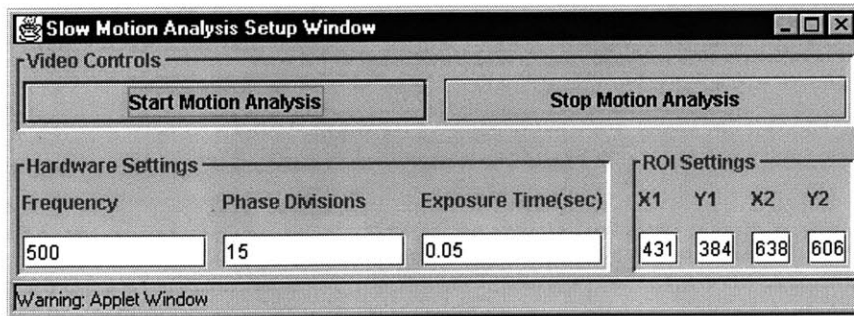 Slow Motion Analysis Setup Window
Video Controls
Start Motion Analysis Stop Motion Analysis
Hardware Settings ROI Settings
Frequency Phase Divisions Exposure Time(sec) X1 Y1 X2 Y2
500 15 0.05 431 384 638 606
Warning: Applet Window